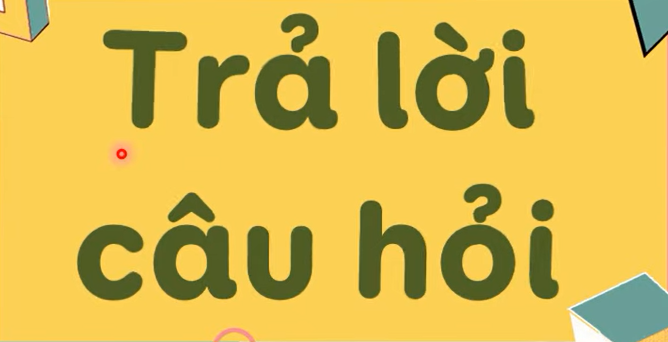 Trả lời
câu hỏi